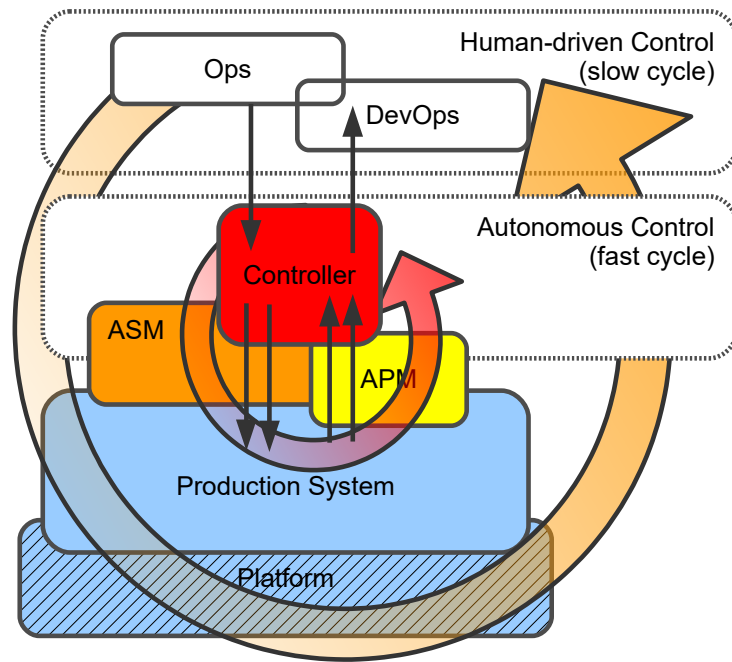 Human-driven Control
(slow cycle)
Ops
DevOps
Autonomous Control
(fast cycle)
Controller
ASM
APM
Production System
Platform